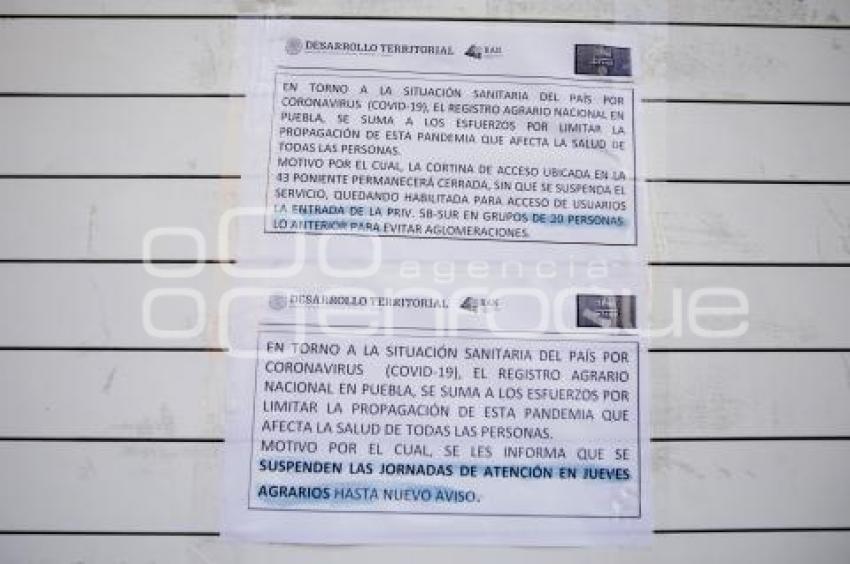 DESARROLLO TERRITORIAL RAN
EN TORNO A LA SITUACIÓN SANITARIA DEL PAÍS POR
CORONAVIRUS (COVID-19), EL REGISTRO AGRARIO NACIONAL EN
PUEBLA, SE SUMA A LOS ESFUERZOS POR LIMITAR LA
PROPAGACIÓN DE ESTA PANDEMIA QUE AFECTA LA SALUD DE
TODAS LAS PERSONAS.
MOTIVO POR EL CUAL, LA CORTINA DE ACCESO UBICADA EN LA
43 PONIENTE PERMANECERÁ CERRADA, SIN QUE SE SUSPENDA EL
SERVICIO, QUEDANDO HABILITADA PARA ACCESO DE USUARIOS
LA ENTRADA DE LA PRIV. 5B-SUR EN GRUPOS DE 20 PERSONAS
LO ANTERIOR PARA EVITAR AGLOMERACIONES.
agencia
enfoque
DESARROLLO TERRITORIAL RAN
EN TORNO A LA SITUACIÓN SANITARIA DEL PAÍS POR
CORONAVIRUS (COVID-19), EL REGISTRO AGRARIO
NACIONAL EN PUEBLA, SE SUMA A LOS ESFUERZOS POR
LIMITAR LA PROPAGACIÓN DE ESTA PANDEMIA QUE
AFECTA LA SALUD DE TODAS LAS PERSONAS.
MOTIVO POR EL CUAL, SE LES INFORMA QUE SE
SUSPENDEN LAS JORNADAS DE ATENCIÓN EN JUEVES
AGRARIOS HASTA NUEVO AVISO.